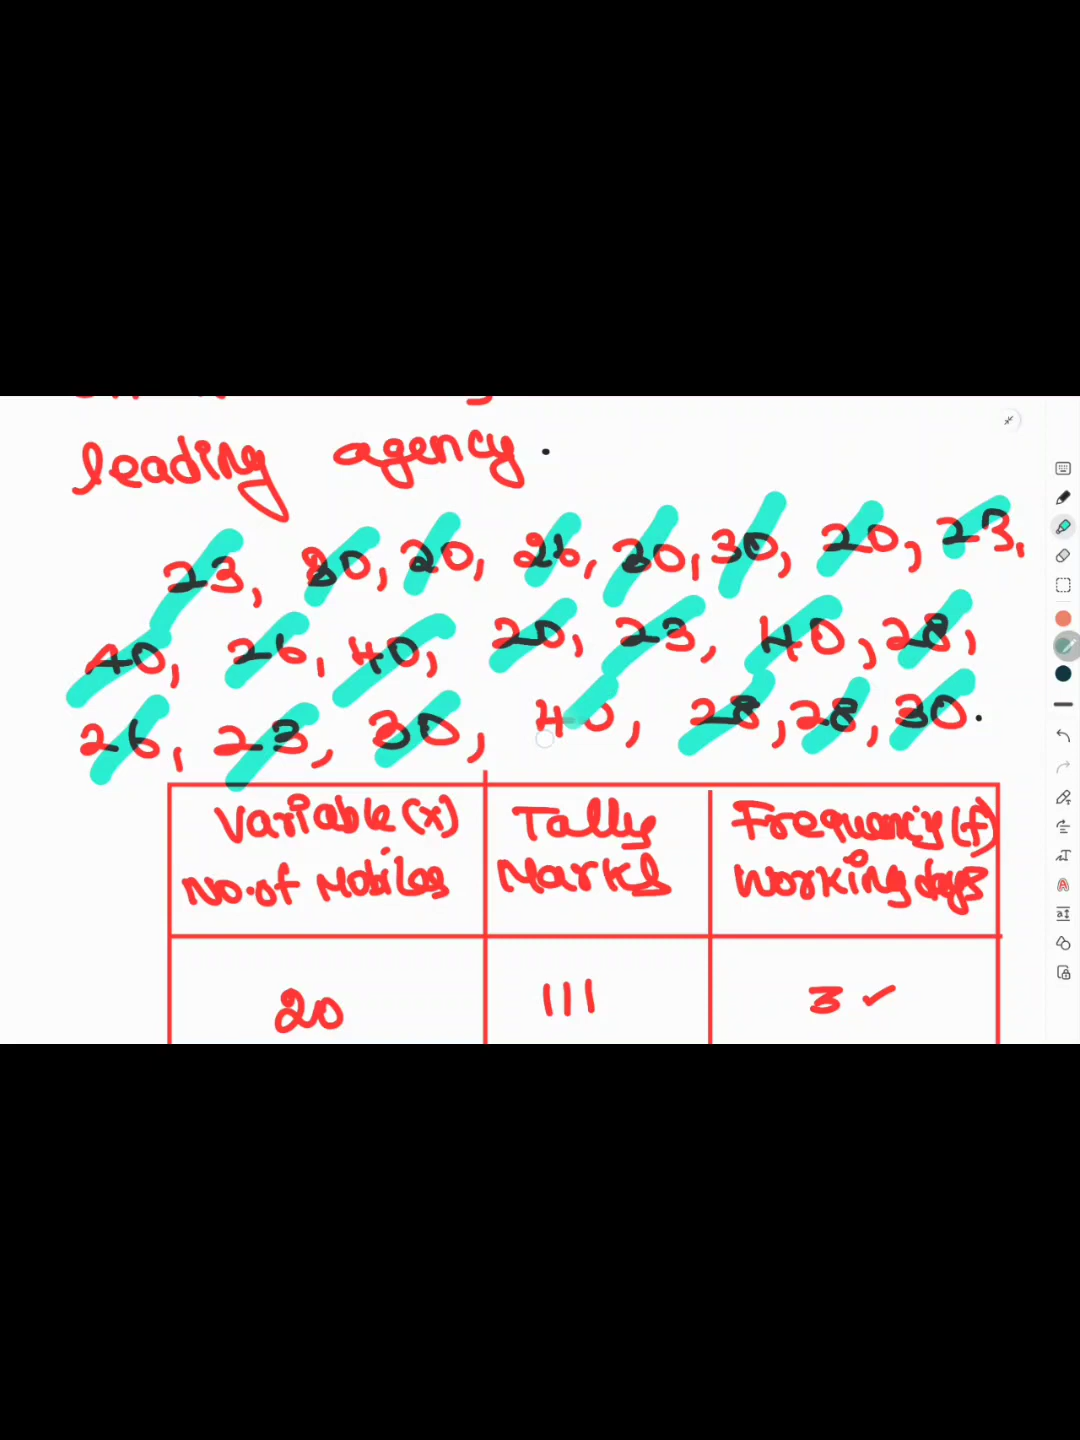 leading agency.
23, 30, 20, 26, 30, 30, 20, 23,
40, 26, 40, 20, 23, 40, 28,
26, 23, 30, 40, 28, 28, 30.
Variable(x) Tally Frequency(f)
No.of Mobiles Marks Working days
20 ||| 3 ✓